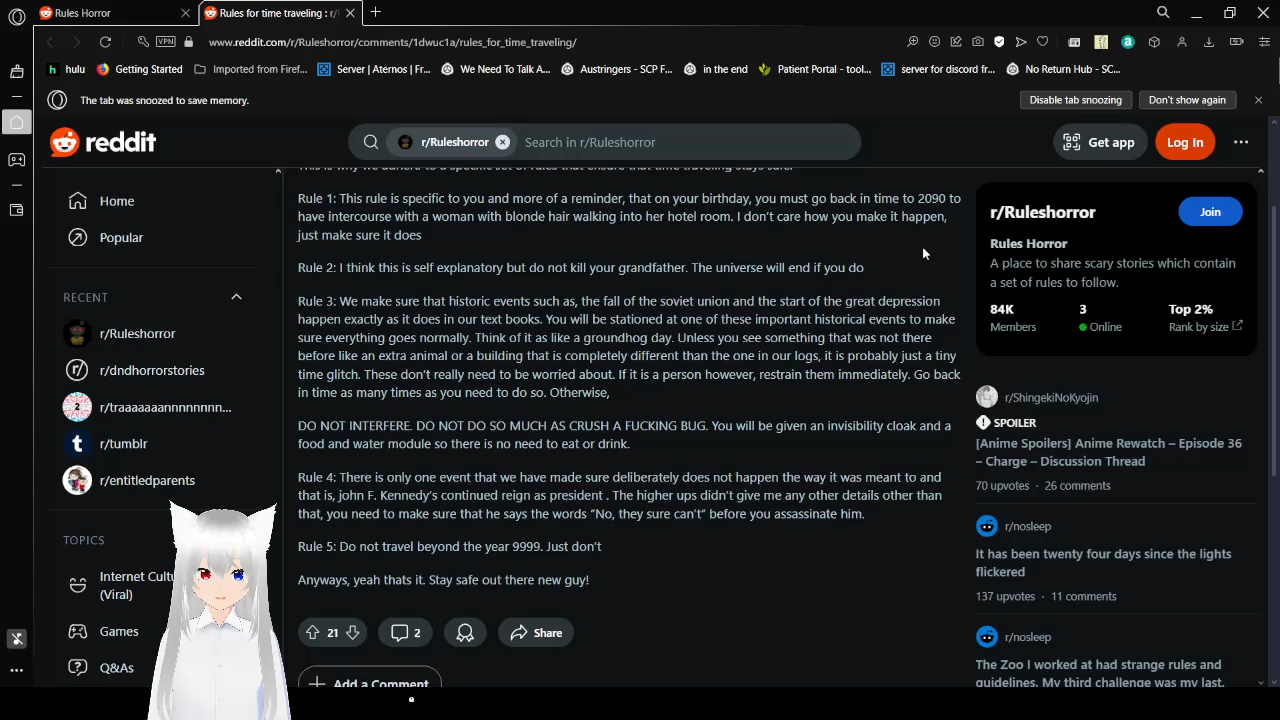 Rules Horror
Rules for time traveling : r/
VPN
www.reddit.com/r/Ruleshorror/comments/1dwuc1a/rules_for_time_traveling/
hulu
Getting Started
Imported from Firef...
Server | Aternos | Fr...
We Need To Talk A...
Austringers - SCP F...
in the end
Patient Portal - tool...
server for discord fr...
No Return Hub - SC...
The tab was snoozed to save memory.
Disable tab snoozing
Don't show again
reddit
r/Ruleshorror
Search in r/Ruleshorror
Get app
Log In
Home
Popular
RECENT
r/Ruleshorror
r/dndhorrorstories
r/traaaaaaannnnnnnn...
r/tumblr
r/entitledparents
TOPICS
Internet Cult
(Viral)
Games
Q&As
This is why we adhere to a specific set of rules that ensure that time traveling stays safe.
Rule 1: This rule is specific to you and more of a reminder, that on your birthday, you must go back in time to 2090 to
have intercourse with a woman with blonde hair walking into her hotel room. I don't care how you make it happen,
just make sure it does
Rule 2: I think this is self explanatory but do not kill your grandfather. The universe will end if you do
Rule 3: We make sure that historic events such as, the fall of the soviet union and the start of the great depression
happen exactly as it does in our text books. You will be stationed at one of these important historical events to make
sure everything goes normally. Think of it as like a groundhog day. Unless you see something that was not there
before like an extra animal or a building that is completely different than the one in our logs, it is probably just a tiny
time glitch. These don't really need to be worried about. If it is a person however, restrain them immediately. Go back
in time as many times as you need to do so. Otherwise,
DO NOT INTERFERE. DO NOT DO SO MUCH AS CRUSH A FUCKING BUG. You will be given an invisibility cloak and a
food and water module so there is no need to eat or drink.
Rule 4: There is only one event that we have made sure deliberately does not happen the way it was meant to and
that is, john F. Kennedy's continued reign as president . The higher ups didn't give me any other details other than
that, you need to make sure that he says the words "No, they sure can't" before you assassinate him.
Rule 5: Do not travel beyond the year 9999. Just don't
Anyways, yeah thats it. Stay safe out there new guy!
21
2
Share
Add a Comment
r/Ruleshorror
Join
Rules Horror
A place to share scary stories which contain
a set of rules to follow.
84K
3
Top 2%
Members
Online
Rank by size
r/ShingekiNoKyojin
SPOILER
[Anime Spoilers] Anime Rewatch – Episode 36
– Charge – Discussion Thread
70 upvotes · 26 comments
r/nosleep
It has been twenty four days since the lights
flickered
137 upvotes · 11 comments
r/nosleep
The Zoo I worked at had strange rules and
guidelines. My third challenge was my last.